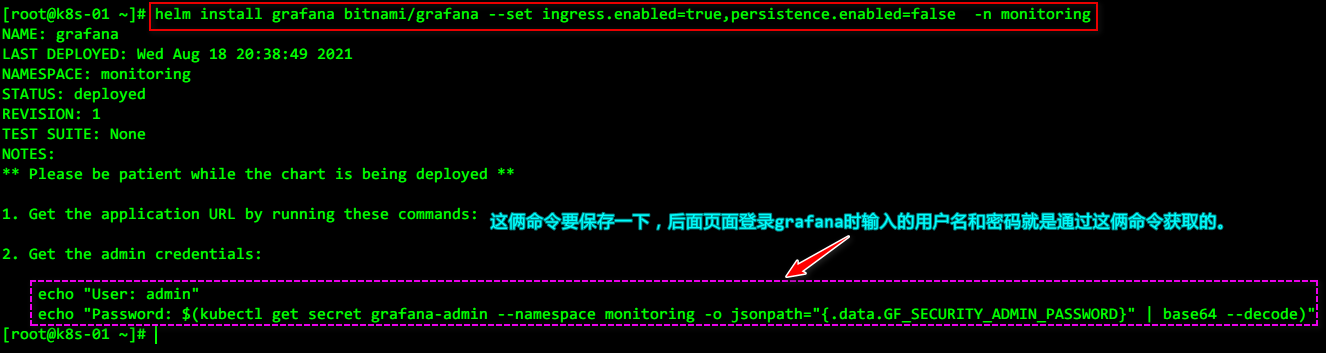 [root@k8s-01 ~]# helm install grafana bitnami/grafana --set ingress.enabled=true,persistence.enabled=false  -n monitoring
NAME: grafana
LAST DEPLOYED: Wed Aug 18 20:38:49 2021
NAMESPACE: monitoring
STATUS: deployed
REVISION: 1
TEST SUITE: None
NOTES:
** Please be patient while the chart is being deployed **
1. Get the application URL by running these commands:
这俩命令要保存一下，后面页面登录grafana时输入的用户名和密码就是通过这俩命令获取的。
2. Get the admin credentials:
echo "User: admin"
echo "Password: $(kubectl get secret grafana-admin --namespace monitoring -o jsonpath="{.data.GF_SECURITY_ADMIN_PASSWORD}" | base64 --decode)"
[root@k8s-01 ~]#